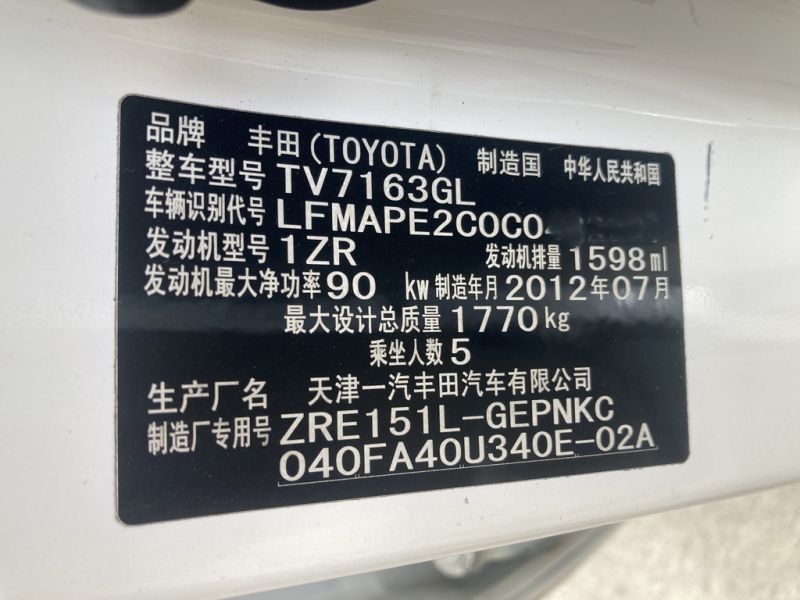 品牌 丰田(TOYOTA) 制造国 中华人民共和国
整车型号 TV7163GL
车辆识别代号 LFMAPE2C0C0
发动机型号 1ZR 发动机排量 1598ml
发动机最大净功率 90 kw 制造年月 2012年07月
最大设计总质量 1770kg
乘坐人数 5
生产厂名 天津一汽丰田汽车有限公司
制造厂专用号 ZRE151L-GEPNKC
040FA40U340E-02A